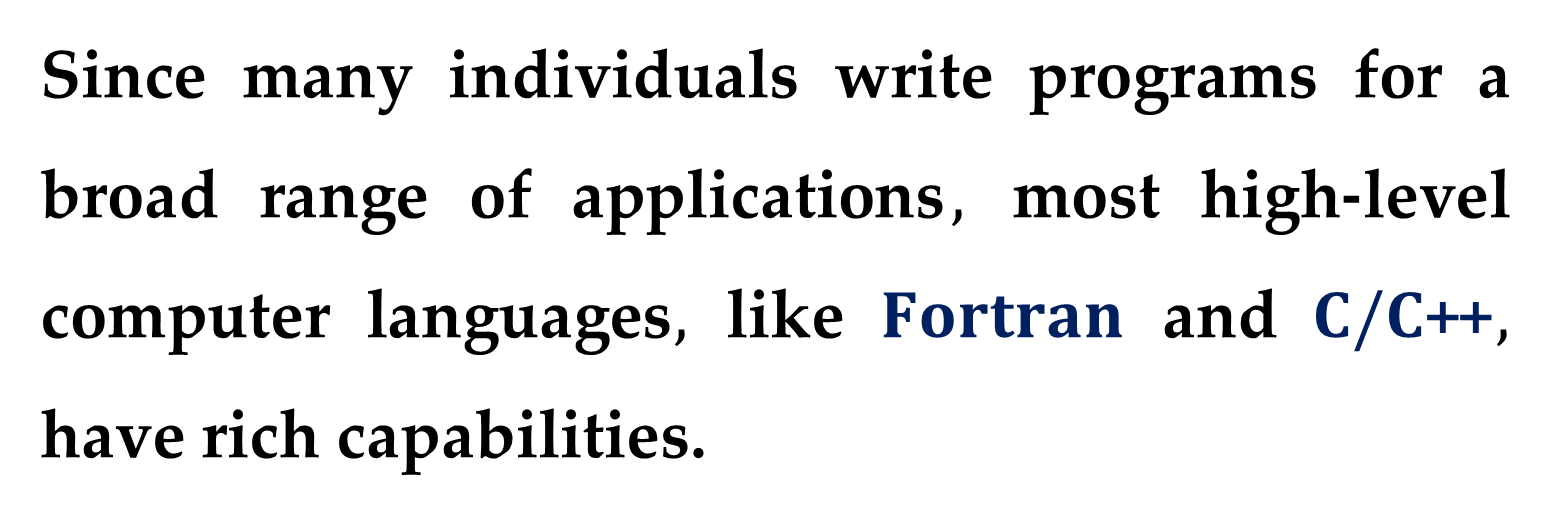 Since many individuals write programs for a
broad range of applications, most high-level
computer languages, like Fortran and C/C++,
have rich capabilities.